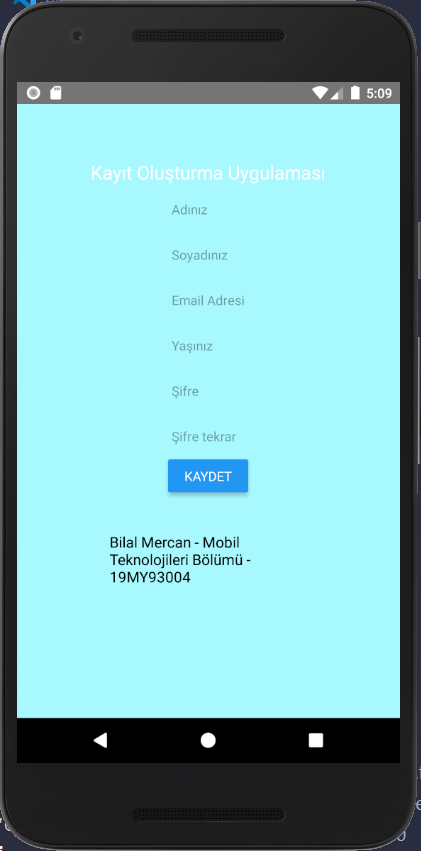 5:09
Kayıt Oluşturma Uygulaması
Adınız
Soyadınız
Email Adresi
Yaşınız
Şifre
Şifre tekrar
KAYDET
Bilal Mercan - Mobil
Teknolojileri Bölümü -
19MY93004